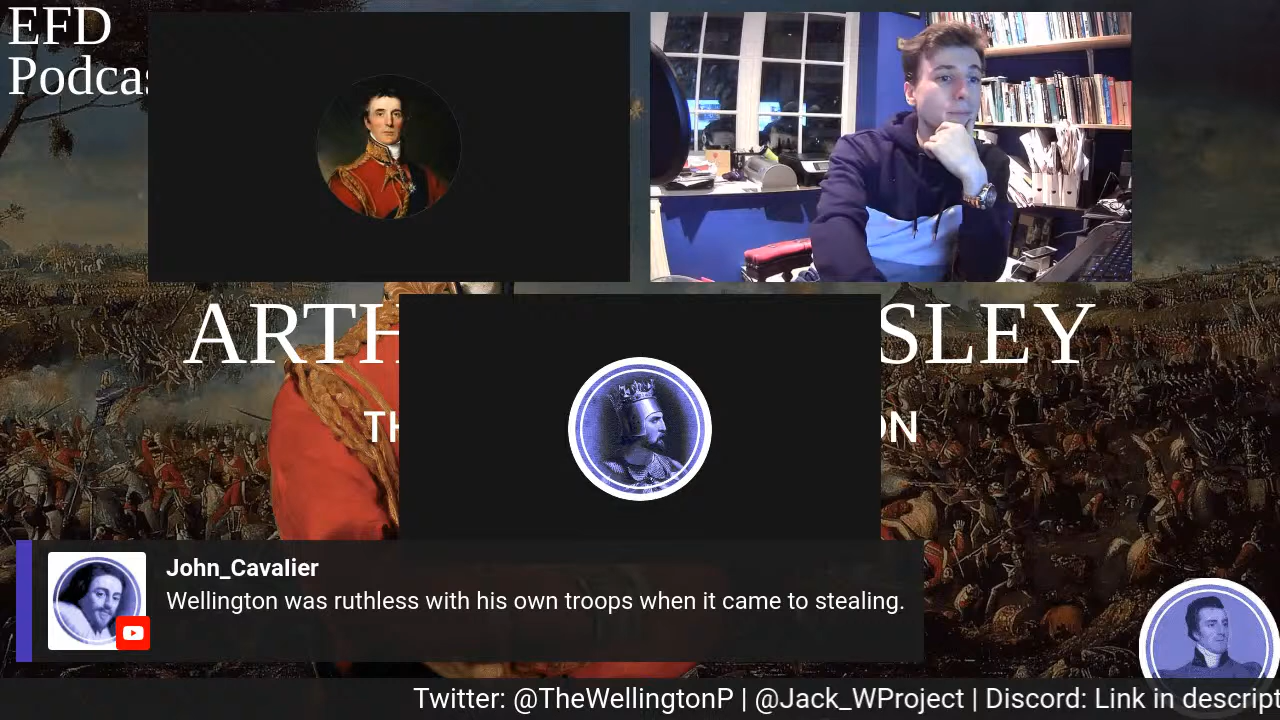 EFD
Podcas
ARTH SLEY
TH ON
John_Cavalier
Wellington was ruthless with his own troops when it came to stealing.
Twitter: @TheWellingtonP | @Jack_WProject | Discord: Link in descript